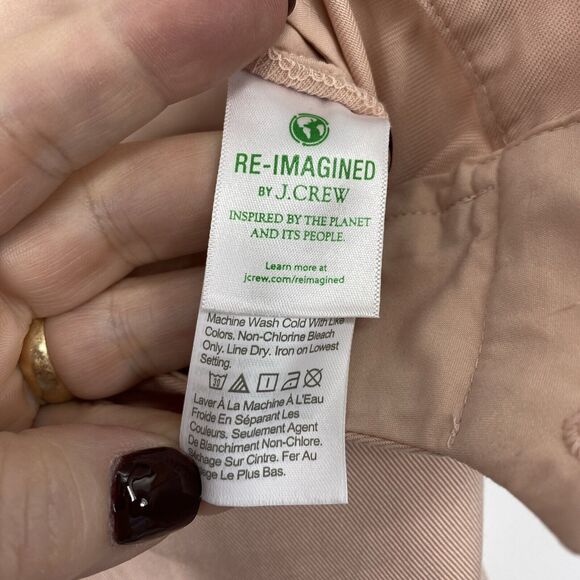 RE-IMAGINED
BY J.CREW
INSPIRED BY THE PLANET
AND ITS PEOPLE.
Learn more at
jcrew.com/reimagined
Machine Wash Cold With Like
Colors. Non-Chlorine Bleach
Only. Line Dry. Iron on Lowest
Setting.
30
Laver À La Machine À L'Eau
Froide En Séparant Les
Couleurs. Seulement Agent
De Blanchiment Non-Chlore.
Séchage Sur Cintre. Fer Au
Le Plus Bas.